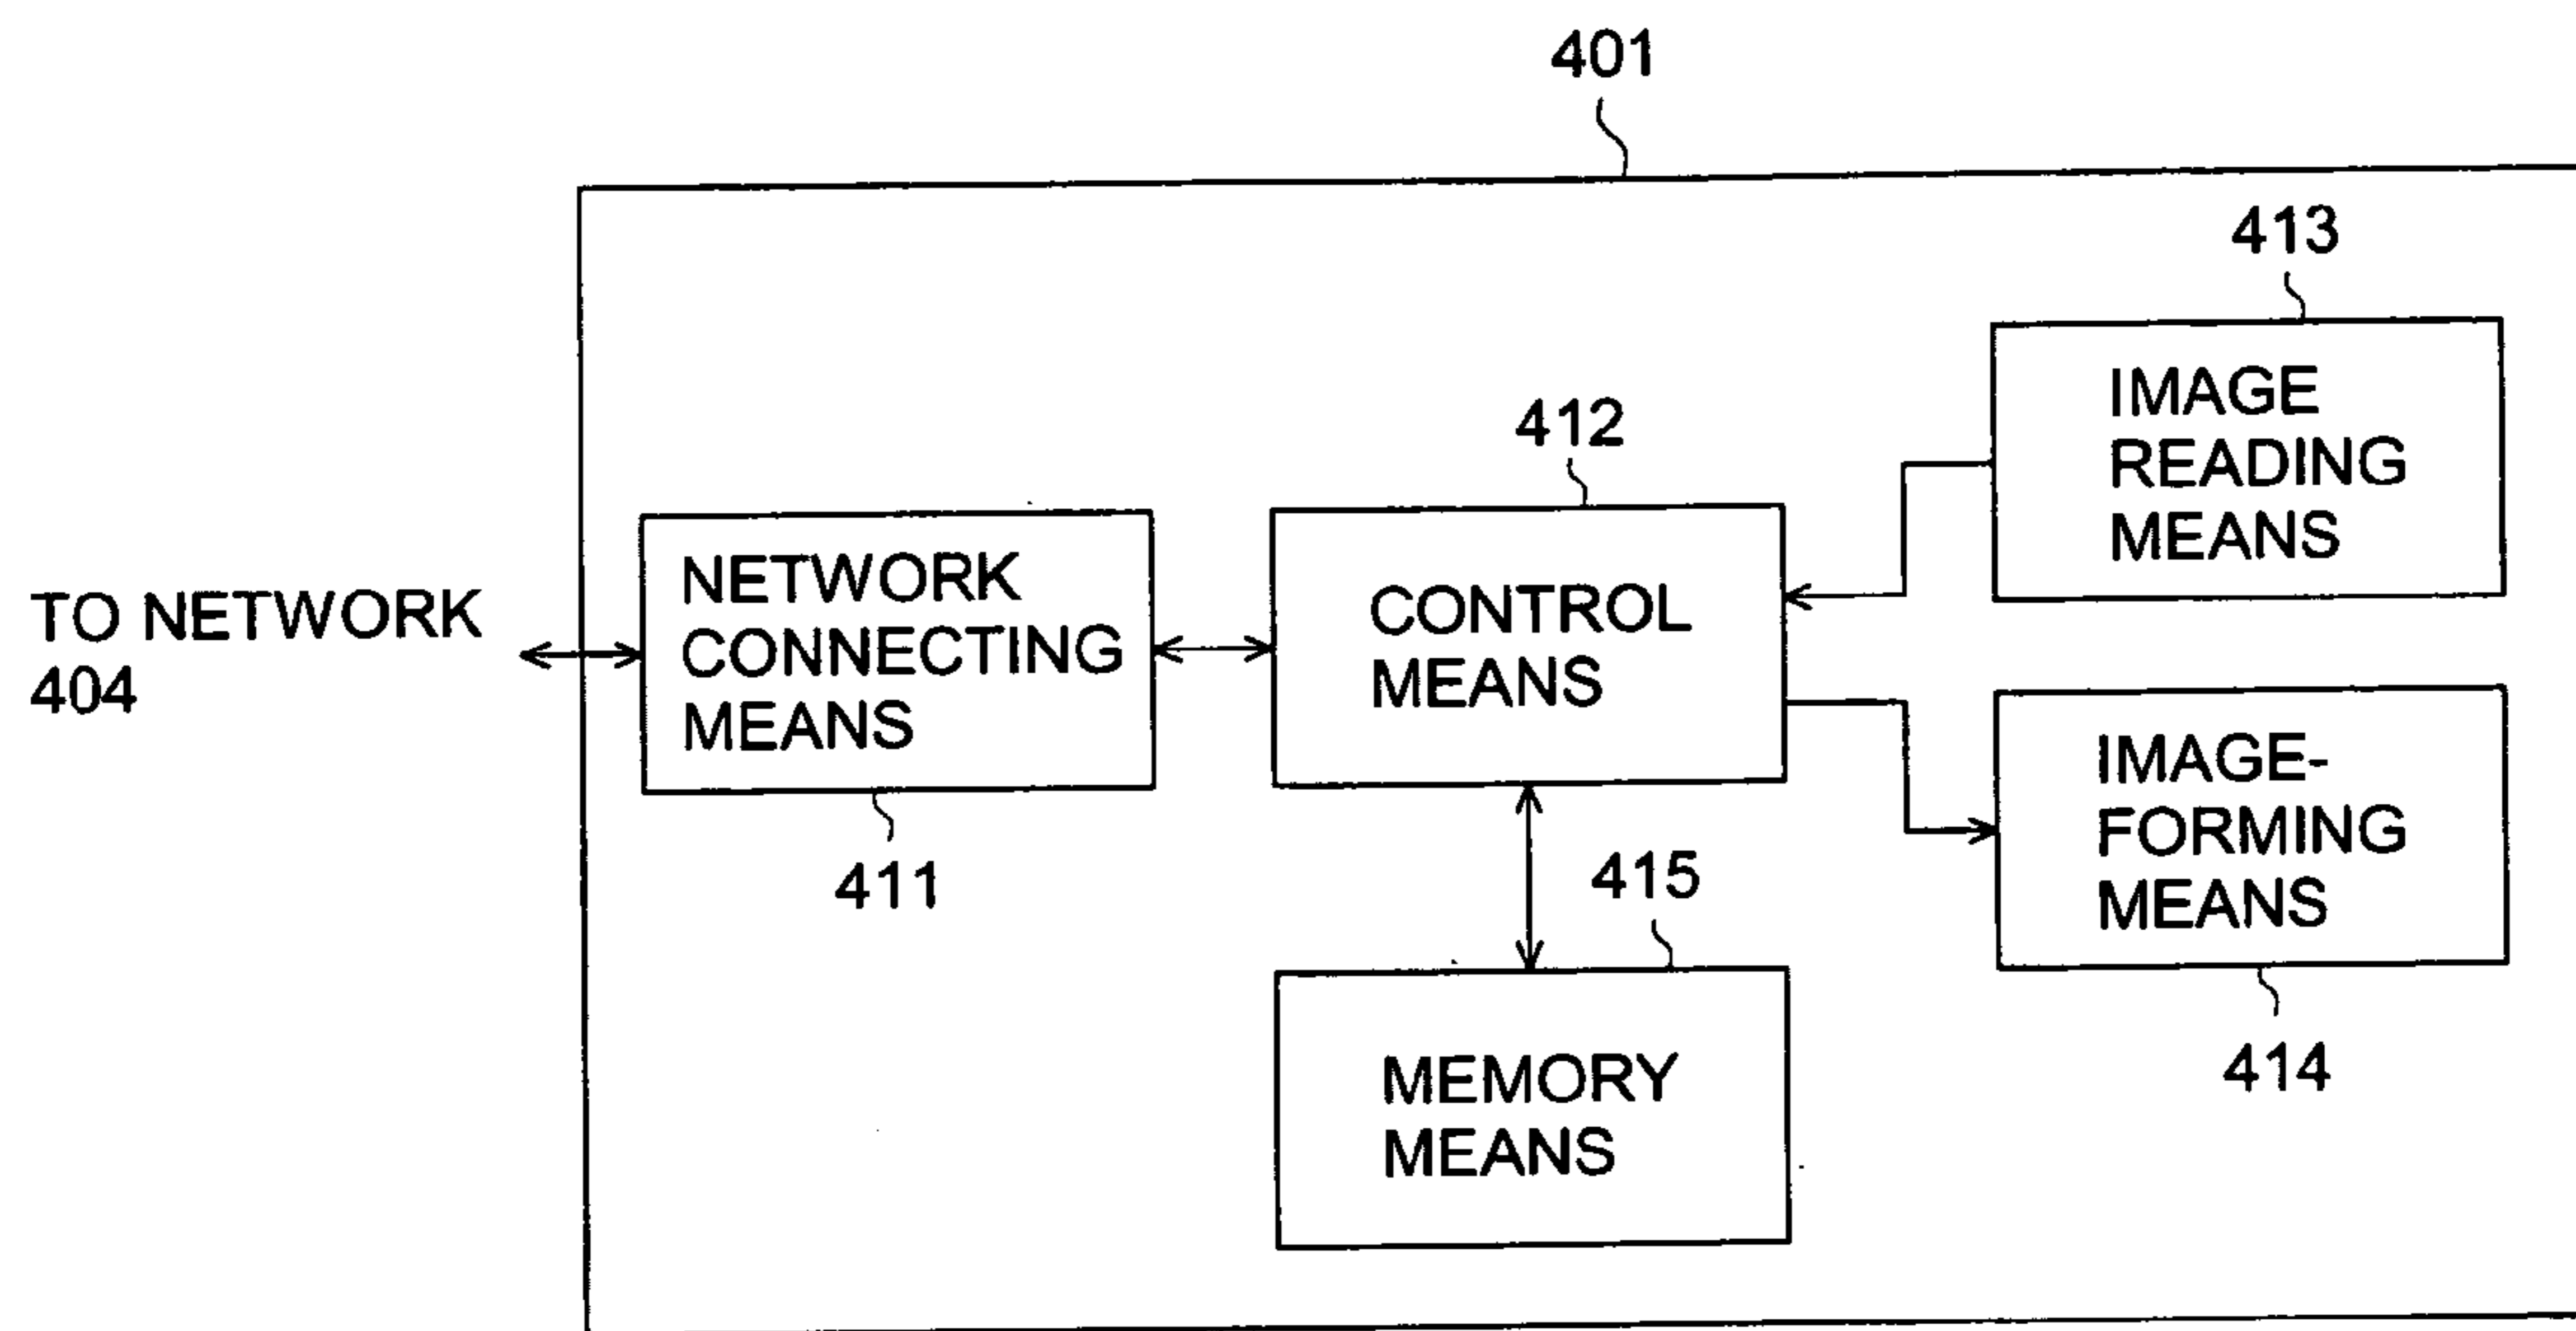 401
413
IMAGE
READING
MEANS
412
CONTROL
MEANS
NETWORK
CONNECTING
MEANS
411
TO NETWORK
404
IMAGE-
FORMING
MEANS
414
415
MEMORY
MEANS